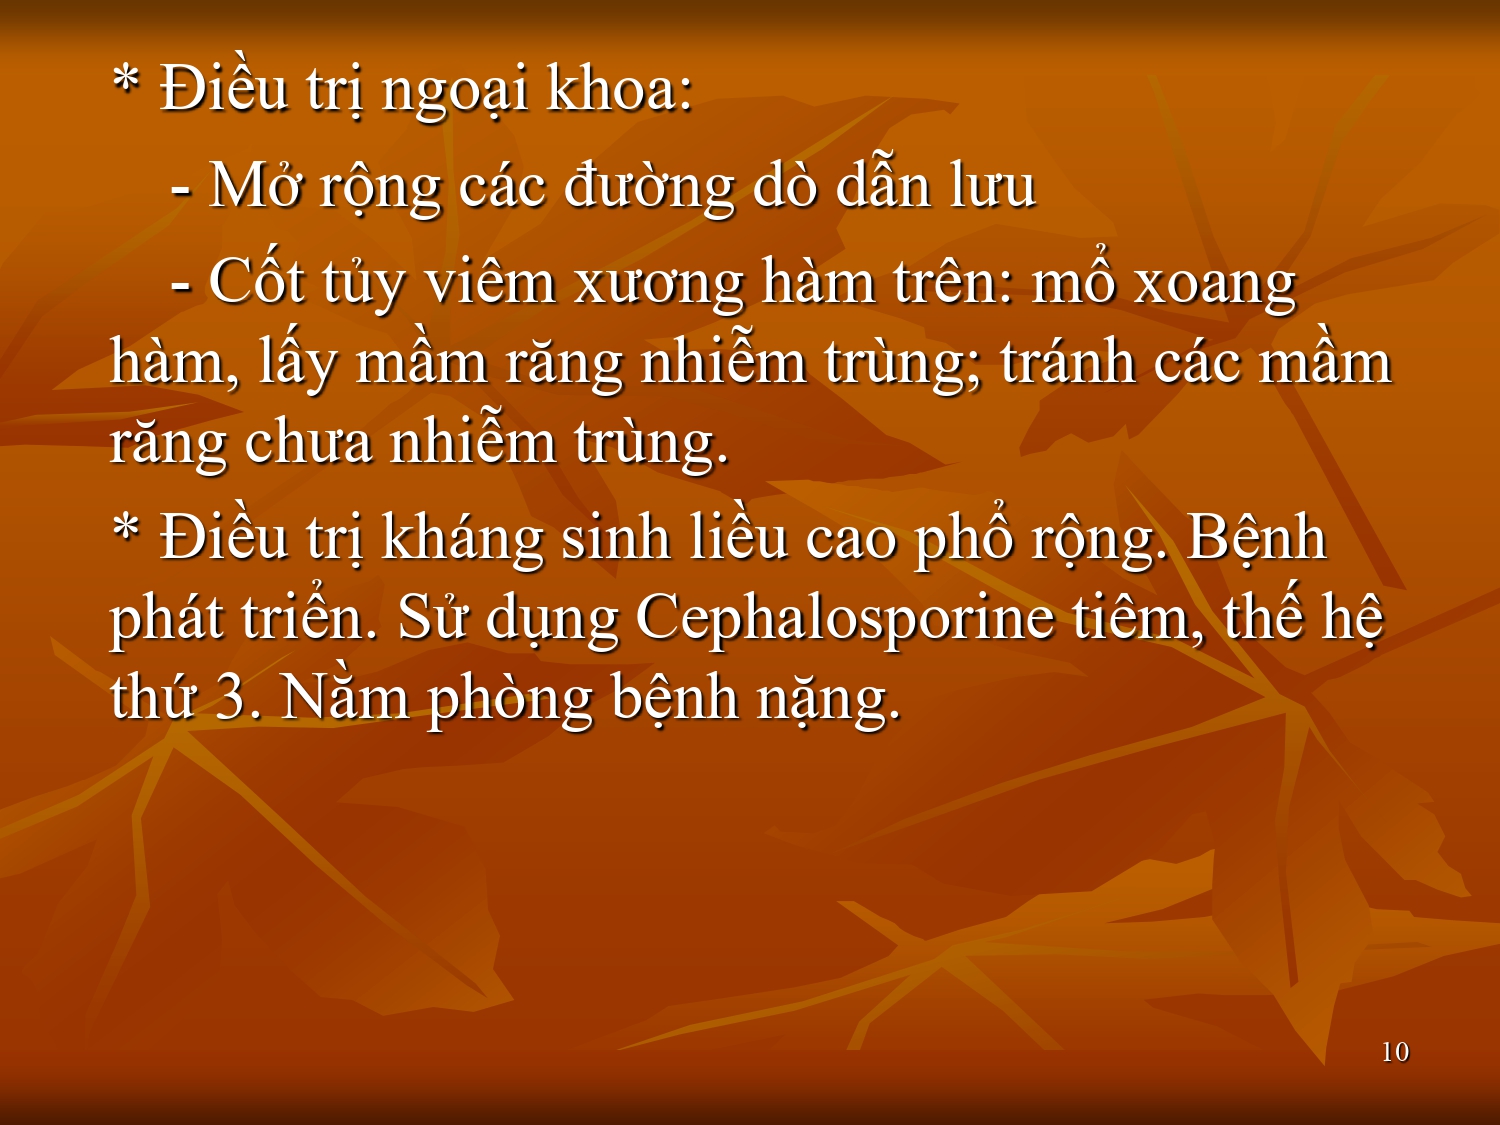 * Điều trị ngoại khoa:
- Mở rộng các đường dò dẫn lưu
- Cốt tủy viêm xương hàm trên: mổ xoang
hàm, lấy mầm răng nhiễm trùng; tránh các mầm
răng chưa nhiễm trùng.
* Điều trị kháng sinh liều cao phổ rộng. Bệnh
phát triển. Sử dụng Cephalosporine tiêm, thế hệ
thứ 3. Nằm phòng bệnh nặng.
10